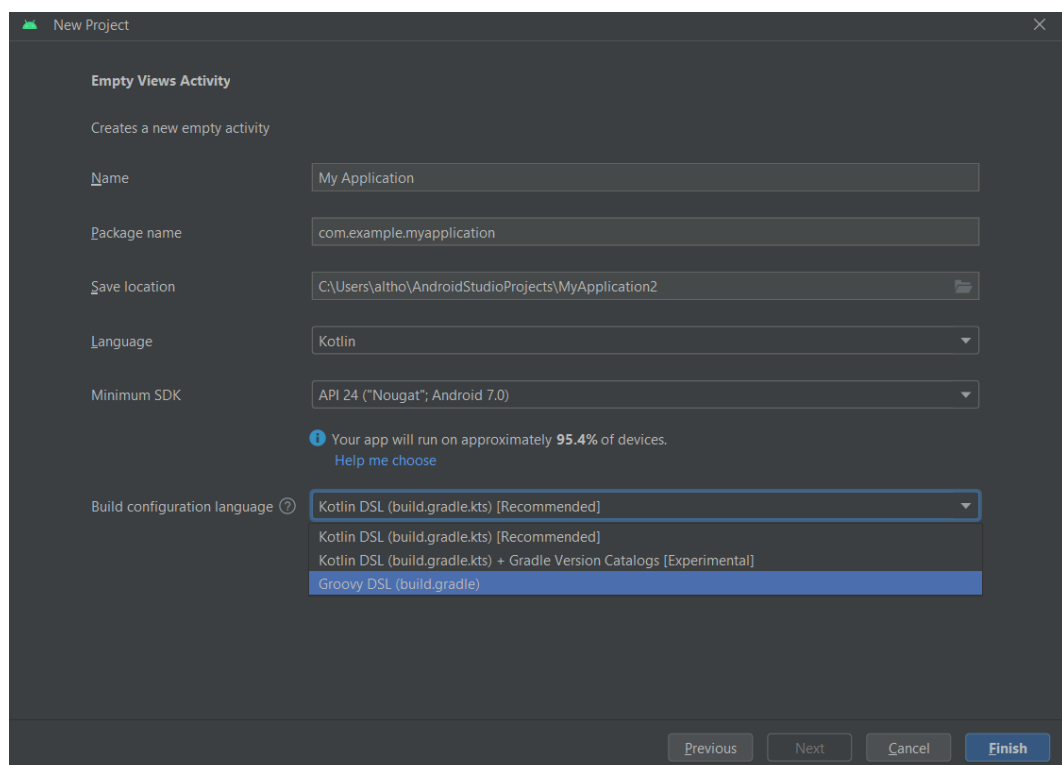 New Project
Empty Views Activity
Creates a new empty activity
Name
My Application
Package name
com.example.myapplication
Save location
C:\Users\altho\AndroidStudioProjects\MyApplication2
Language
Kotlin
Minimum SDK
API 24 ("Nougat"; Android 7.0)
Your app will run on approximately 95.4% of devices.
Help me choose
Build configuration language ?
Kotlin DSL (build.gradle.kts) [Recommended]
Kotlin DSL (build.gradle.kts) [Recommended]
Kotlin DSL (build.gradle.kts) + Gradle Version Catalogs [Experimental]
Groovy DSL (build.gradle)
Previous
Next
Cancel
Finish